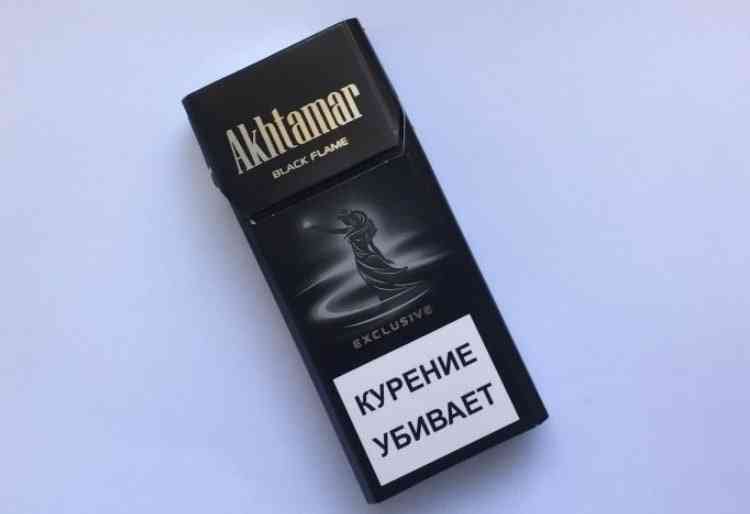 Akhtamar
BLACK FLAME
EXCLUSIVE
КУРЕНИЕ
УБИВАЕТ